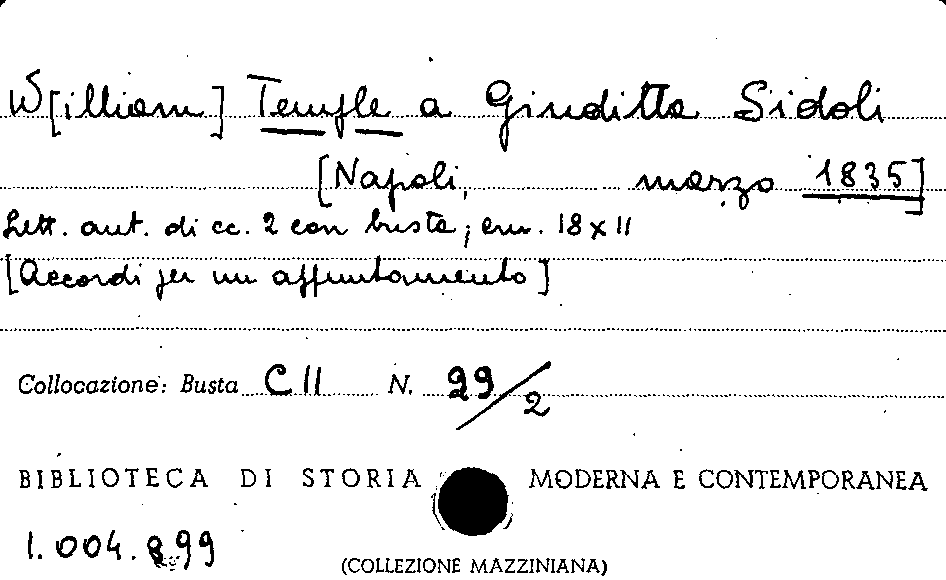 W[illiam] Temple a Giuditta Sidoli
[Napoli, marzo 1835]
Lett. aut. di cc. 2 con busta; cm. 18 x 11
[Accordi per un appuntamento]
Collocazione: Busta C II N. 29/2
BIBLIOTECA DI STORIA MODERNA E CONTEMPORANEA
1.004.899
(COLLEZIONE MAZZINIANA)